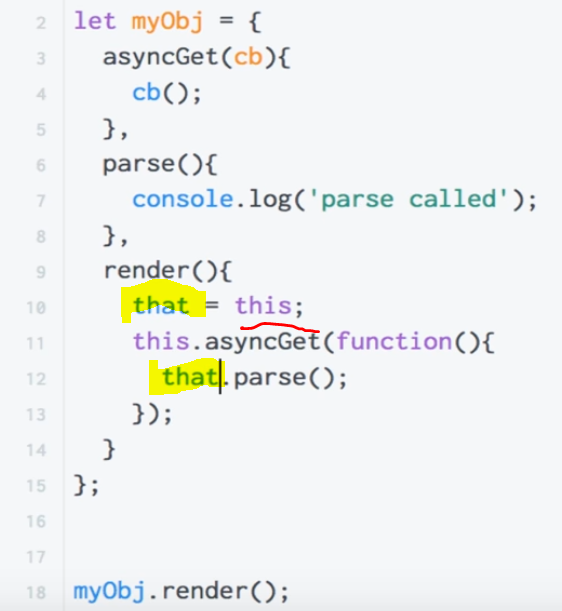 2 let myObj = {
3   asyncGet(cb){
4     cb();
5   },
6   parse(){
7     console.log('parse called');
8   },
9   render(){
10     that = this;
11     this.asyncGet(function(){
12       that.parse();
13     });
14   }
15 };
16
17
18 myObj.render();